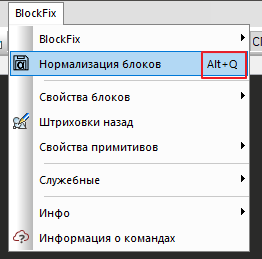 BlockFix
BlockFix
Нормализация блоков Alt+Q
Свойства блоков
Штриховки назад
Свойства примитивов
Служебные
Инфо
Информация о командах